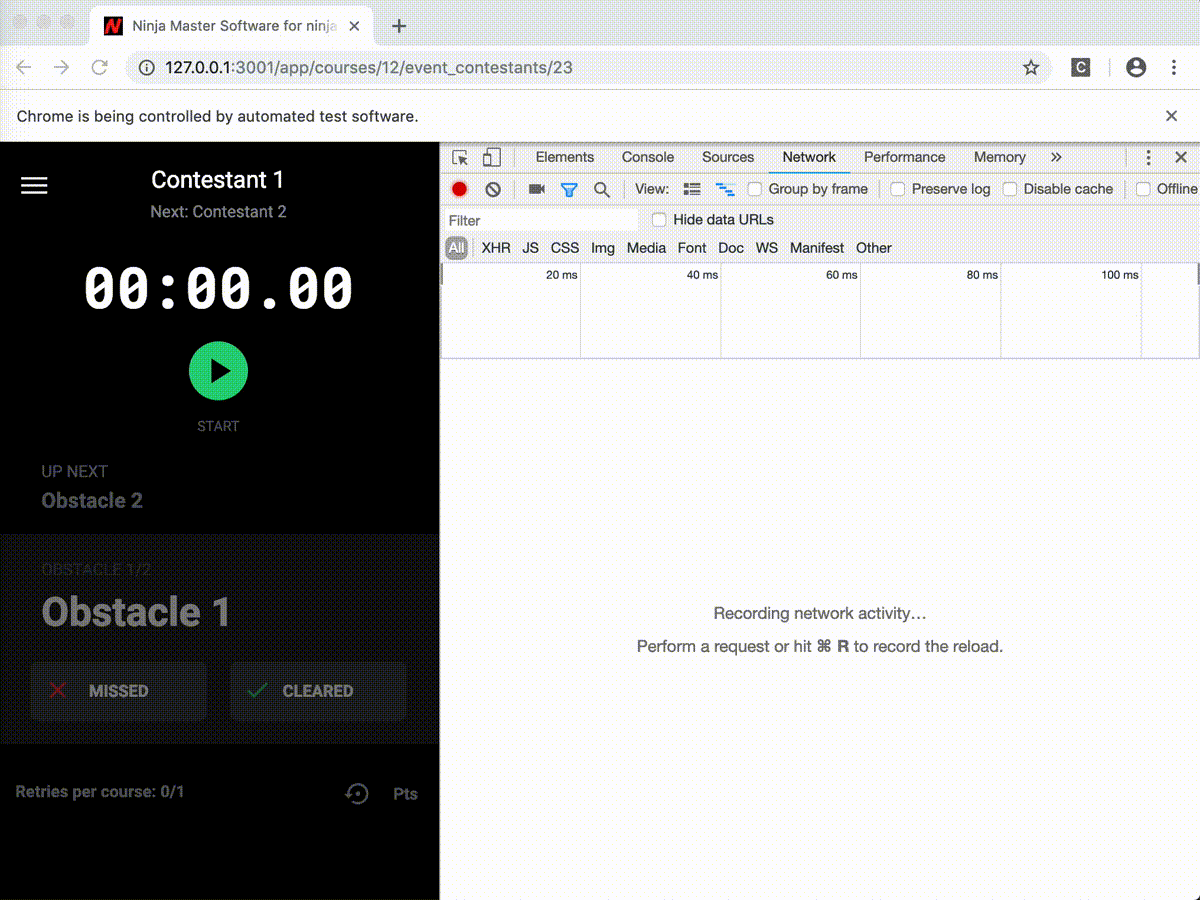 Ninja Master Software for ninja
127.0.0.1:3001/app/courses/12/event_contestants/23
C
Chrome is being controlled by automated test software.
Contestant 1
Next: Contestant 2
00:00.00
START
UP NEXT
Obstacle 2
OBSTACLE 1/2
Obstacle 1
MISSED
CLEARED
Retries per course: 0/1
Pts
Elements Console Sources Network Performance Memory »
View: Group by frame Preserve log Disable cache Offline
Filter Hide data URLs
All XHR JS CSS Img Media Font Doc WS Manifest Other
20 ms 40 ms 60 ms 80 ms 100 ms
Recording network activity…
Perform a request or hit ⌘ R to record the reload.